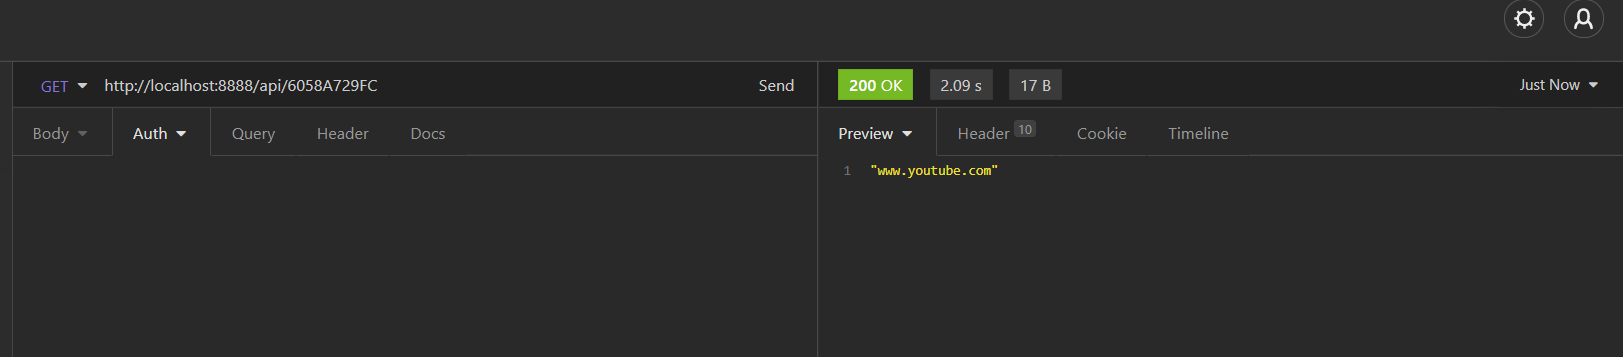 GET http://localhost:8888/api/6058A729FC Send 200 OK 2.09 s 17 B Just Now
Body Auth Query Header Docs Preview Header 10 Cookie Timeline
1 "www.youtube.com"